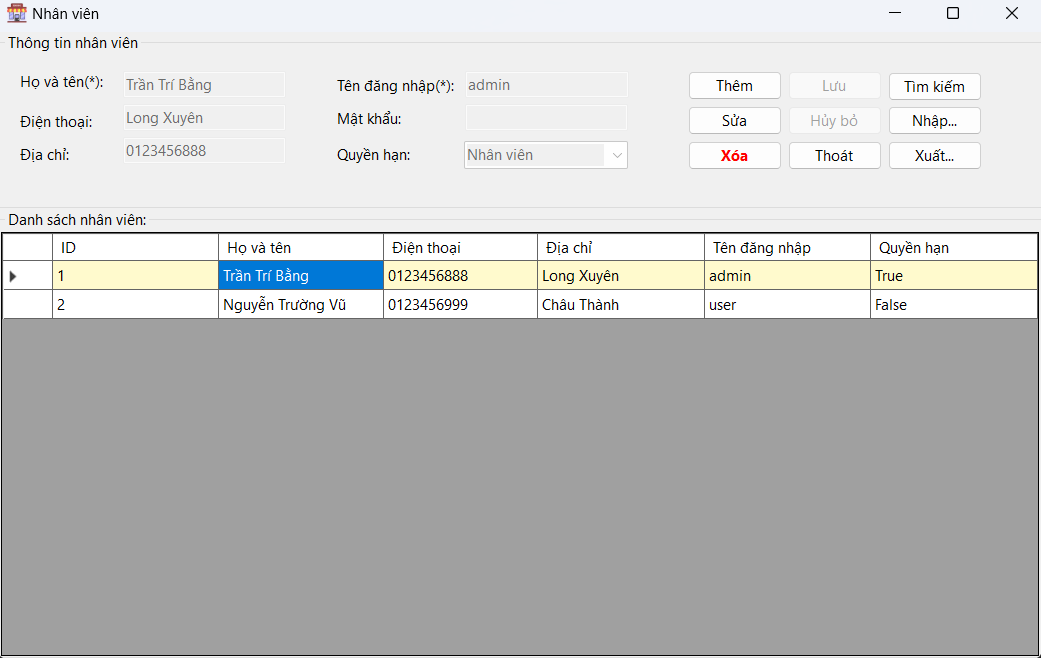 Nhân viên
Thông tin nhân viên
Họ và tên(*): Trần Trí Bằng Tên đăng nhập(*): admin Thêm Lưu Tìm kiếm
Điện thoại: Long Xuyên Mật khẩu: Sửa Hủy bỏ Nhập...
Địa chỉ: 0123456888 Quyền hạn: Nhân viên Xóa Thoát Xuất...
Danh sách nhân viên:
ID Họ và tên Điện thoại Địa chỉ Tên đăng nhập Quyền hạn
1 Trần Trí Bằng 0123456888 Long Xuyên admin True
2 Nguyễn Trường Vũ 0123456999 Châu Thành user False